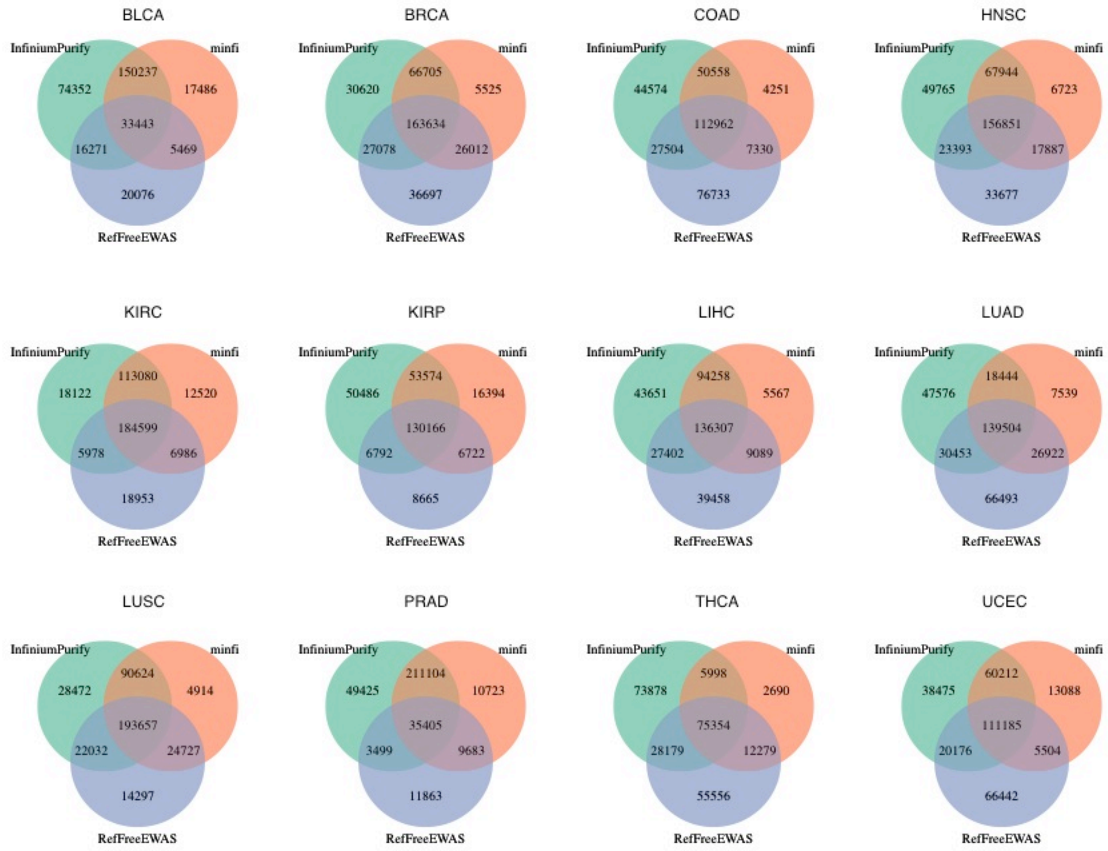 BLCA BRCA COAD HNSC
InfiniumPurify minfi InfiniumPurify minfi InfiniumPurify minfi InfiniumPurify minfi
150237 66705 50558 67944
74352 17486 30620 5525 44574 4251 49765 6723
33443 163634 112962 156851
16271 5469 27078 26012 27504 7330 23393 17887
20076 36697 76733 33677
RefFreeEWAS RefFreeEWAS RefFreeEWAS RefFreeEWAS
KIRC KIRP LIHC LUAD
InfiniumPurify minfi InfiniumPurify minfi InfiniumPurify minfi InfiniumPurify minfi
113080 53574 94258 18444
18122 12520 50486 16394 43651 5567 47576 7539
184599 130166 136307 139504
5978 6986 6792 6722 27402 9089 30453 26922
18953 8665 39458 66493
RefFreeEWAS RefFreeEWAS RefFreeEWAS RefFreeEWAS
LUSC PRAD THCA UCEC
InfiniumPurify minfi InfiniumPurify minfi InfiniumPurify minfi InfiniumPurify minfi
90624 211104 5998 60212
28472 4914 49425 10723 73878 2690 38475 13088
193657 35405 75354 111185
22032 24727 3499 9683 28179 12279 20176 5504
14297 11863 55556 66442
RefFreeEWAS RefFreeEWAS RefFreeEWAS RefFreeEWAS